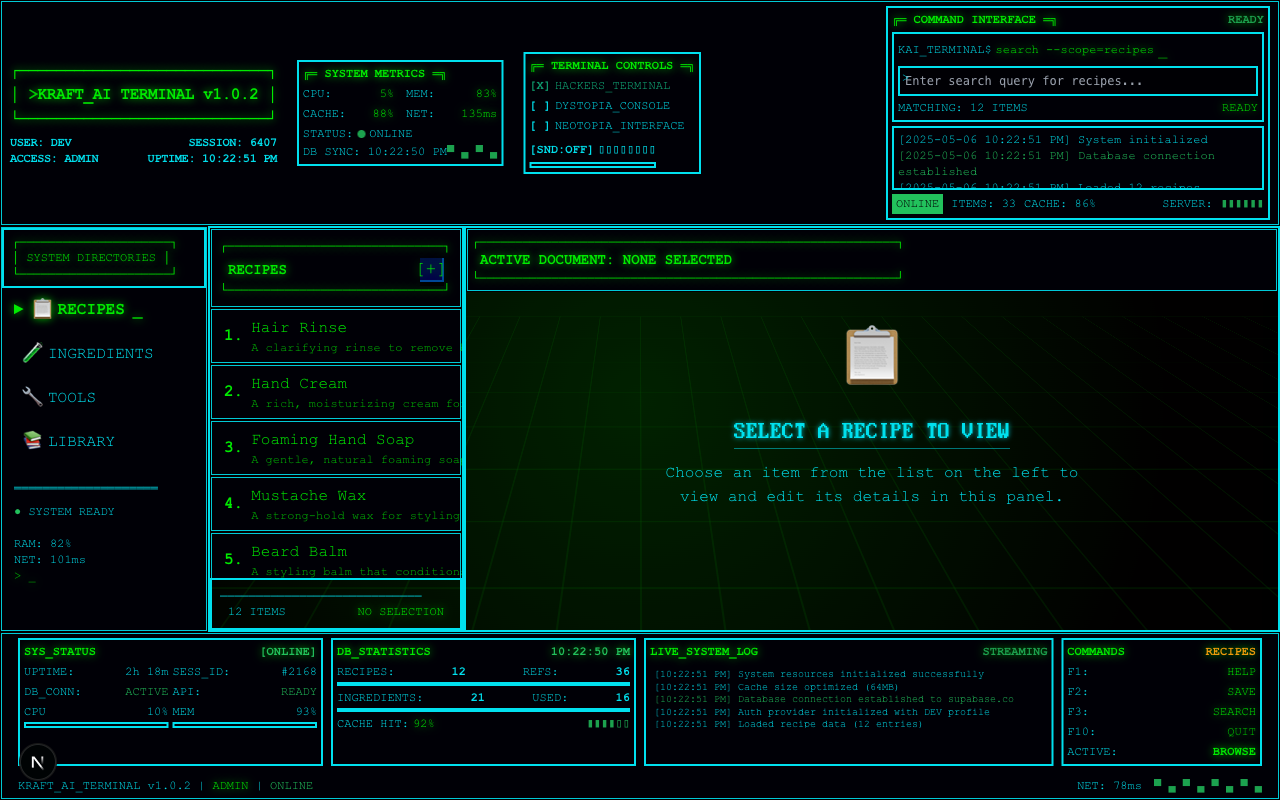 >KRAFT_AI TERMINAL v1.0.2
USER: DEV SESSION: 6407
ACCESS: ADMIN UPTIME: 10:22:51 PM
SYSTEM METRICS
CPU: 5% MEM: 83%
CACHE: 88% NET: 135ms
STATUS: ONLINE
DB SYNC: 10:22:50 PM
TERMINAL CONTROLS
[X] HACKERS_TERMINAL
[ ] DYSTOPIA_CONSOLE
[ ] NEOTOPIA_INTERFACE
[SND:OFF] ▯▯▯▯▯▯▯▯
COMMAND INTERFACE READY
KAI_TERMINAL$ search --scope=recipes_
Enter search query for recipes...
MATCHING: 12 ITEMS READY
[2025-05-06 10:22:51 PM] System initialized
[2025-05-06 10:22:51 PM] Database connection
established
[2025-05-06 10:22:51 PM] Loaded 12 recipes
ONLINE ITEMS: 33 CACHE: 86% SERVER: ▮▮▮▮▮▮
SYSTEM DIRECTORIES
► RECIPES _
INGREDIENTS
TOOLS
LIBRARY
● SYSTEM READY
RAM: 82%
NET: 101ms
> _
RECIPES [+]
1. Hair Rinse
A clarifying rinse to remove
2. Hand Cream
A rich, moisturizing cream fo
3. Foaming Hand Soap
A gentle, natural foaming soa
4. Mustache Wax
A strong-hold wax for styling
5. Beard Balm
A styling balm that condition
12 ITEMS NO SELECTION
ACTIVE DOCUMENT: NONE SELECTED
SELECT A RECIPE TO VIEW
Choose an item from the list on the left to
view and edit its details in this panel.
SYS_STATUS [ONLINE]
UPTIME: 2h 18m SESS_ID: #2168
DB_CONN: ACTIVE API: READY
CPU 10% MEM 93%
DB_STATISTICS 10:22:50 PM
RECIPES: 12 REFS: 36
INGREDIENTS: 21 USED: 16
CACHE HIT: 92% ▮▮▮▮▮▯▯
LIVE_SYSTEM_LOG STREAMING
[10:22:51 PM] System resources initialized successfully
[10:22:51 PM] Cache size optimized (64MB)
[10:22:51 PM] Database connection established to supabase.co
[10:22:51 PM] Auth provider initialized with DEV profile
[10:22:51 PM] Loaded recipe data (12 entries)
COMMANDS RECIPES
F1: HELP
F2: SAVE
F3: SEARCH
F10: QUIT
ACTIVE: BROWSE
N
KRAFT_AI_TERMINAL v1.0.2 | ADMIN | ONLINE
NET: 78ms